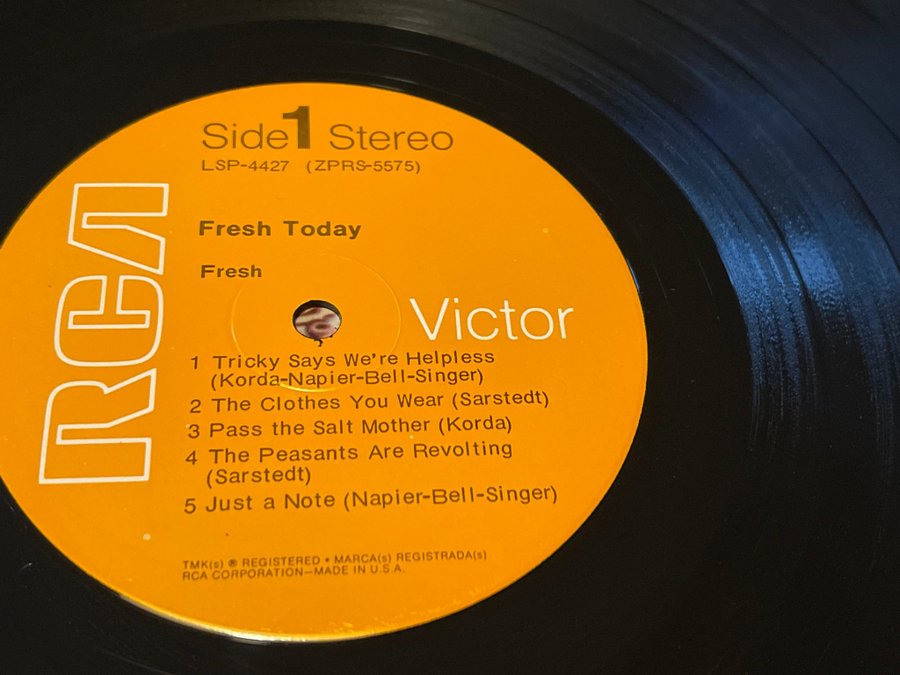 Side 1 Stereo
LSP-4427 (ZPRS-5575)
Fresh Today
Fresh
RCA
Victor
1 Tricky Says We're Helpless
(Korda-Napier-Bell-Singer)
2 The Clothes You Wear (Sarstedt)
3 Pass the Salt Mother (Korda)
4 The Peasants Are Revolting
(Sarstedt)
5 Just a Note (Napier-Bell-Singer)
TMK(s) ® REGISTERED • MARCA(s) REGISTRADA(s)
RCA CORPORATION—MADE IN U.S.A.